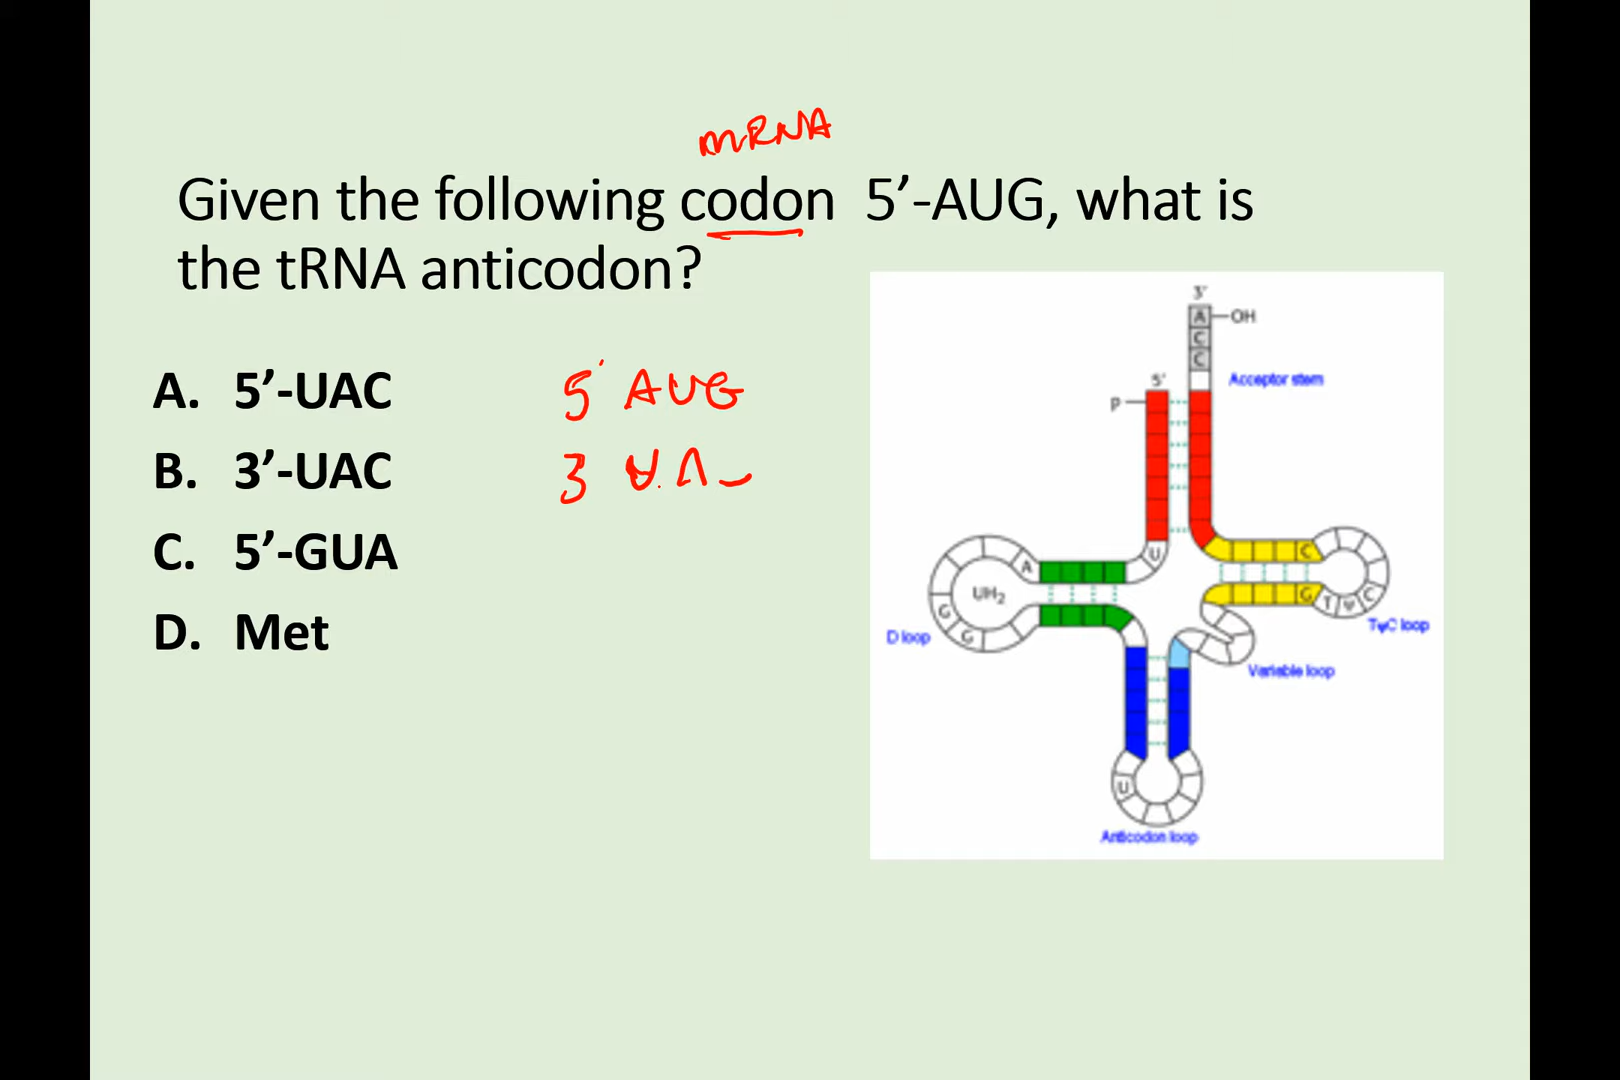 mRNA
Given the following codon 5’-AUG, what is
the tRNA anticodon?
A. 5’-UAC
B. 3’-UAC
C. 5’-GUA
D. Met
5' AUG
3
3'
A OH
C
C
Acceptor stem
5'
P
U
C
G
T Ψ C
TψC loop
A
UH₂
G
G
D loop
Variable loop
U
Anticodon loop